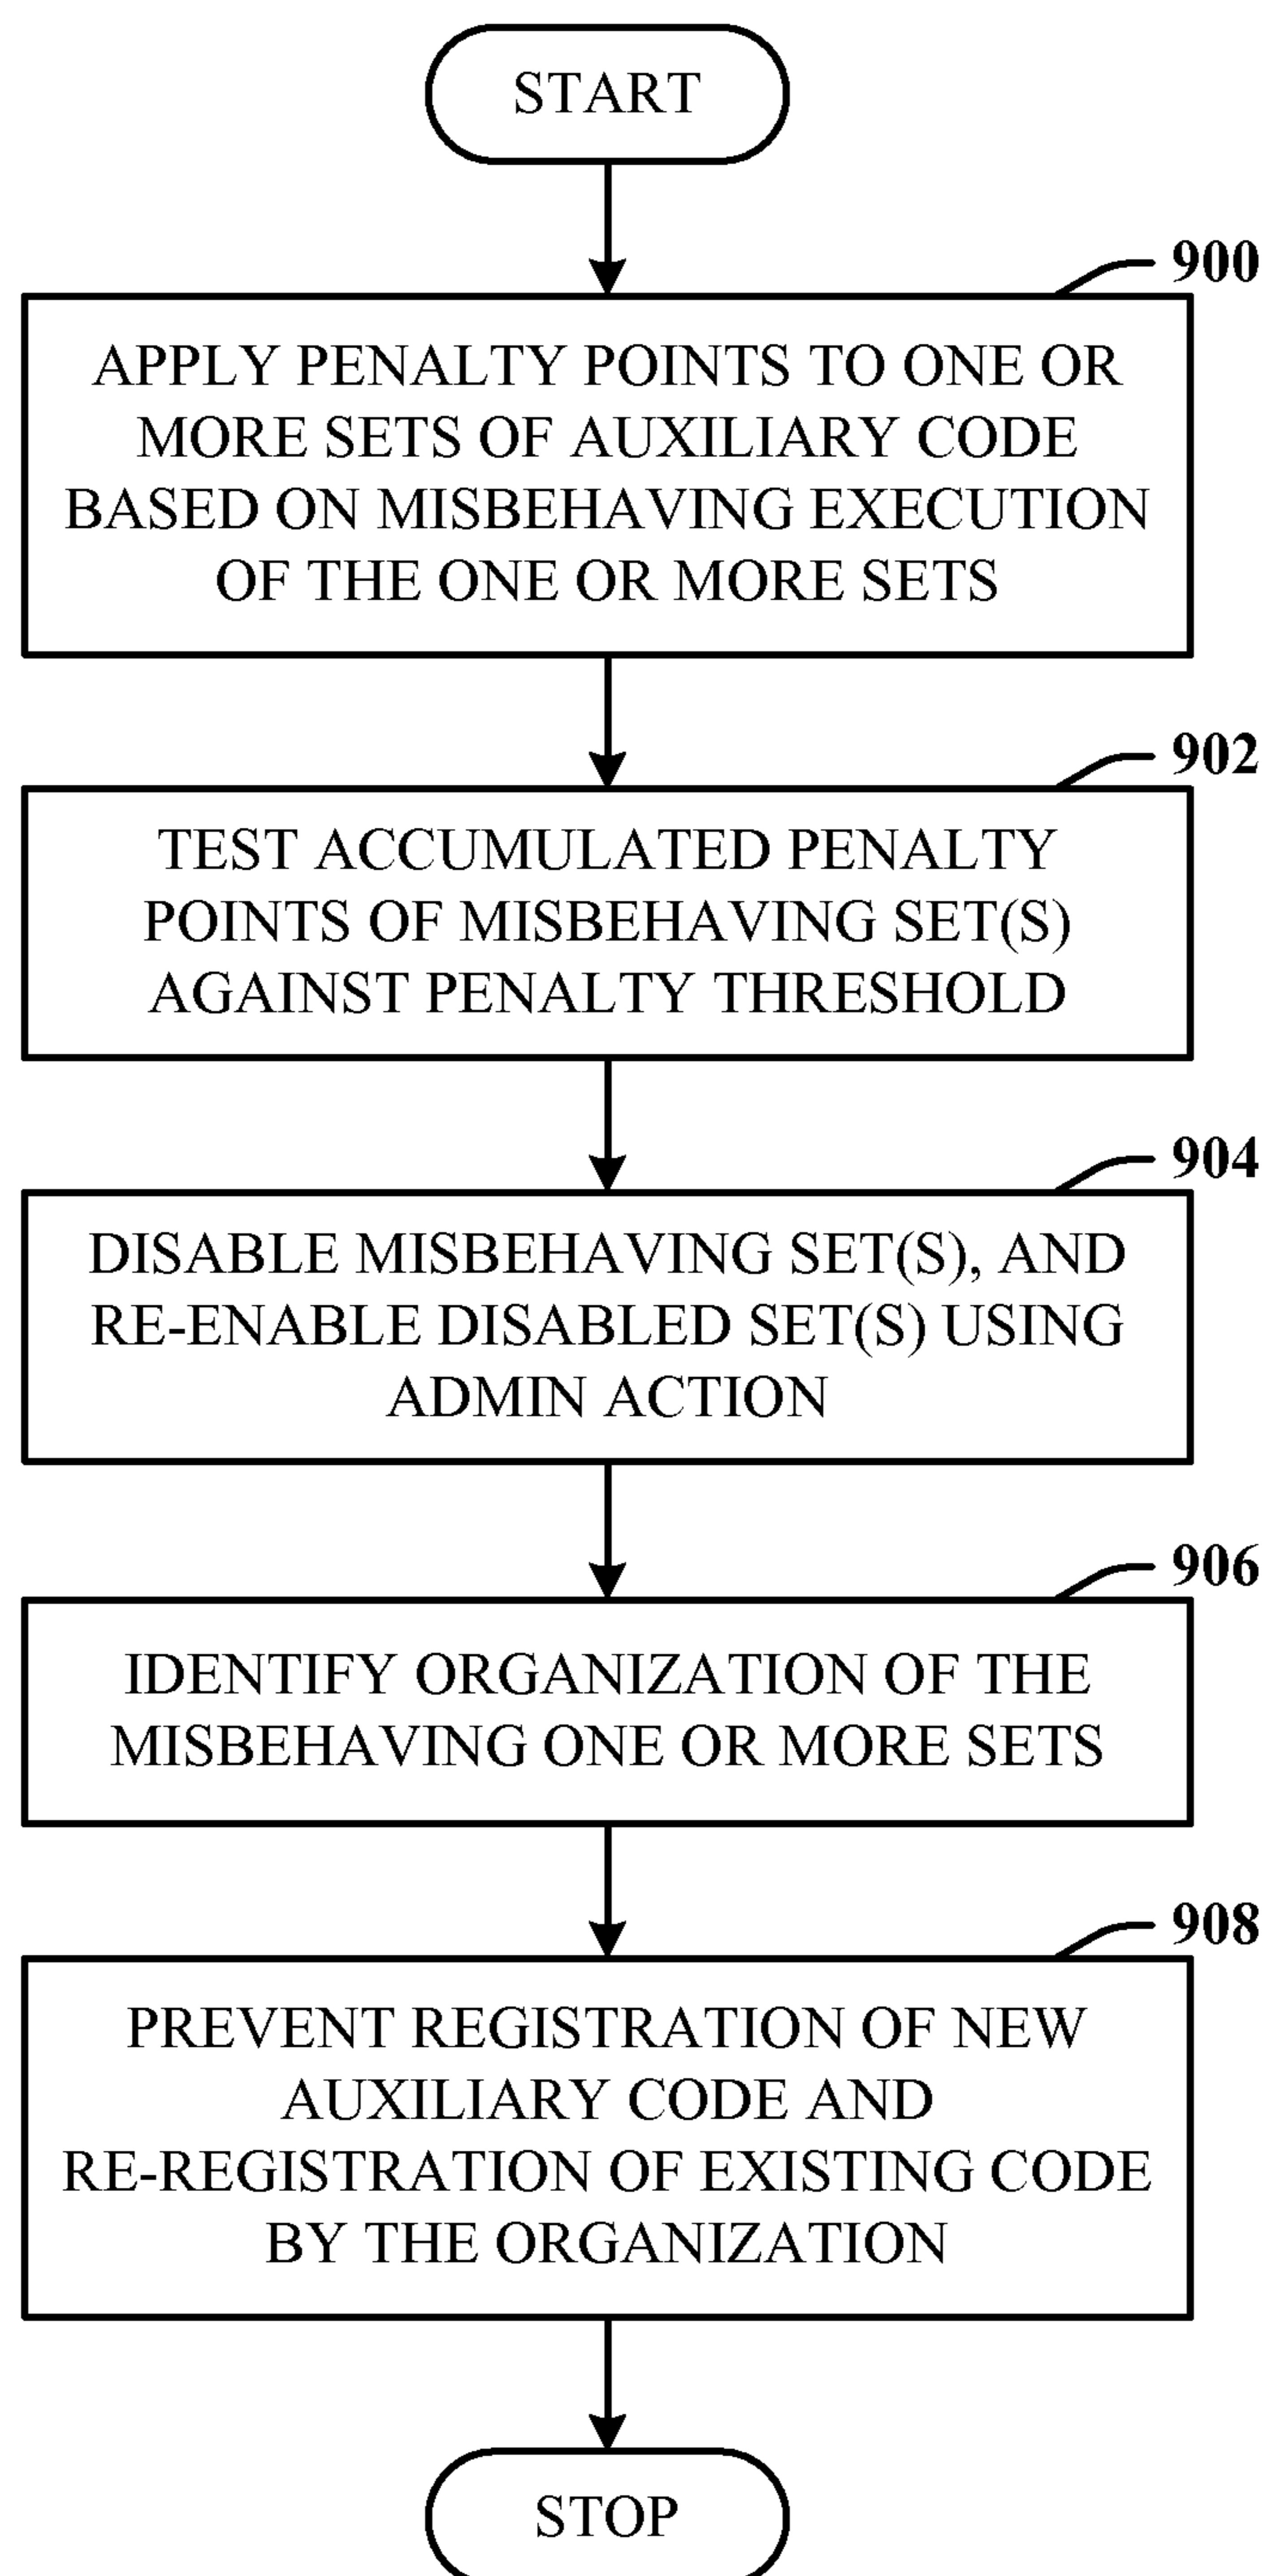 START
900
APPLY PENALTY POINTS TO ONE OR
MORE SETS OF AUXILIARY CODE
BASED ON MISBEHAVING EXECUTION
OF THE ONE OR MORE SETS
902
TEST ACCUMULATED PENALTY
POINTS OF MISBEHAVING SET(S)
AGAINST PENALTY THRESHOLD
904
DISABLE MISBEHAVING SET(S), AND
RE-ENABLE DISABLED SET(S) USING
ADMIN ACTION
906
IDENTIFY ORGANIZATION OF THE
MISBEHAVING ONE OR MORE SETS
908
PREVENT REGISTRATION OF NEW
AUXILIARY CODE AND
RE-REGISTRATION OF EXISTING CODE
BY THE ORGANIZATION
STOP